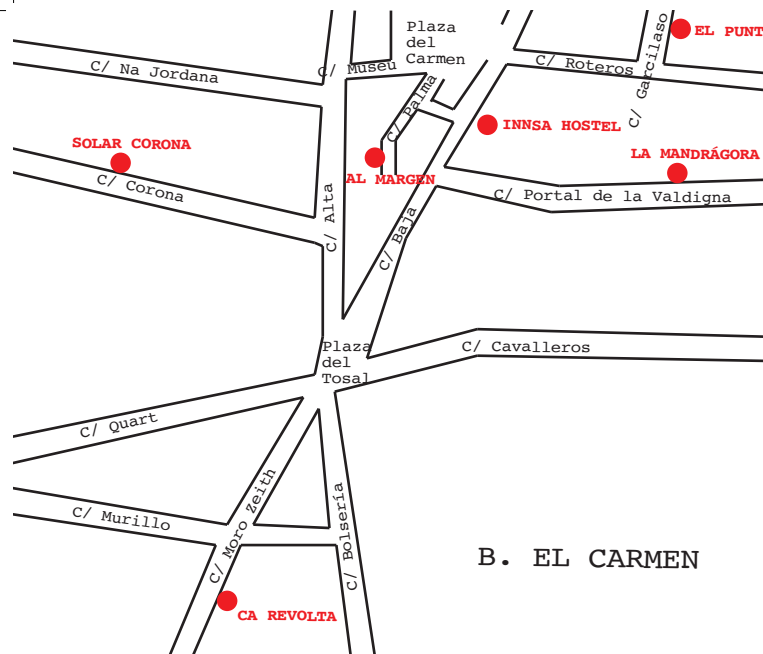 Plaza
del
Carmen
EL PUNT
C/ Na Jordana
C/ Museu
C/ Roteros
C/ Garcilaso
C/ Palma
INNSA HOSTEL
SOLAR CORONA
LA MANDRÁGORA
AL MARGEN
C/ Corona
C/ Portal de la Valdigna
C/ Alta
C/ Baja
Plaza
del
Tosal
C/ Cavalleros
C/ Quart
C/ Moro Zeith
C/ Murillo
C/ Bolsería
B. EL CARMEN
CA REVOLTA